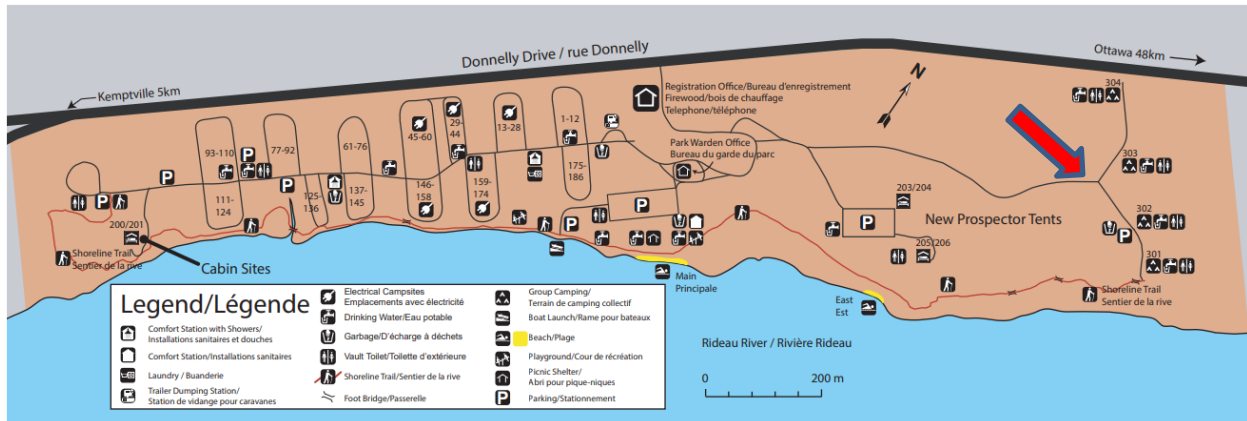 Donnelly Drive / rue Donnelly
Ottawa 48km
Kemptville 5km
N
Registration Office/Bureau d'enregistrement
Firewood/bois de chauffage
Telephone/téléphone
Park Warden Office
Bureau du garde du parc
93-110
P
77-92
61-76
45-60
29-
44
13-28
1-12
175-
186
111-
124
125-
136
137-
145
146-
158
159-
174
P
P
P
P
P
P
P
304
303
302
301
203/204
205/206
New Prospector Tents
200/201
Cabin Sites
Shoreline Trail/
Sentier de la rive
Main
Principale
East
Est
Shoreline Trail
Sentier de la rive
Rideau River / Rivière Rideau
0
200 m
Legend/Légende
Comfort Station with Showers/
Installations sanitaires et douches
Comfort Station/Installations sanitaires
Laundry / Buanderie
Trailer Dumping Station/
Station de vidange pour caravanes
Electrical Campsites
Emplacements avec électricité
Drinking Water/Eau potable
Garbage/D'écharge à déchets
Vault Toilet/Toilette d'extérieure
Shoreline Trail/Sentier de la rive
Foot Bridge/Passerelle
Group Camping/
Terrain de camping collectif
Boat Launch/Rame pour bateaux
Beach/Plage
Playground/Cour de récréation
Picnic Shelter/
Abri pour pique-niques
P
Parking/Stationnement